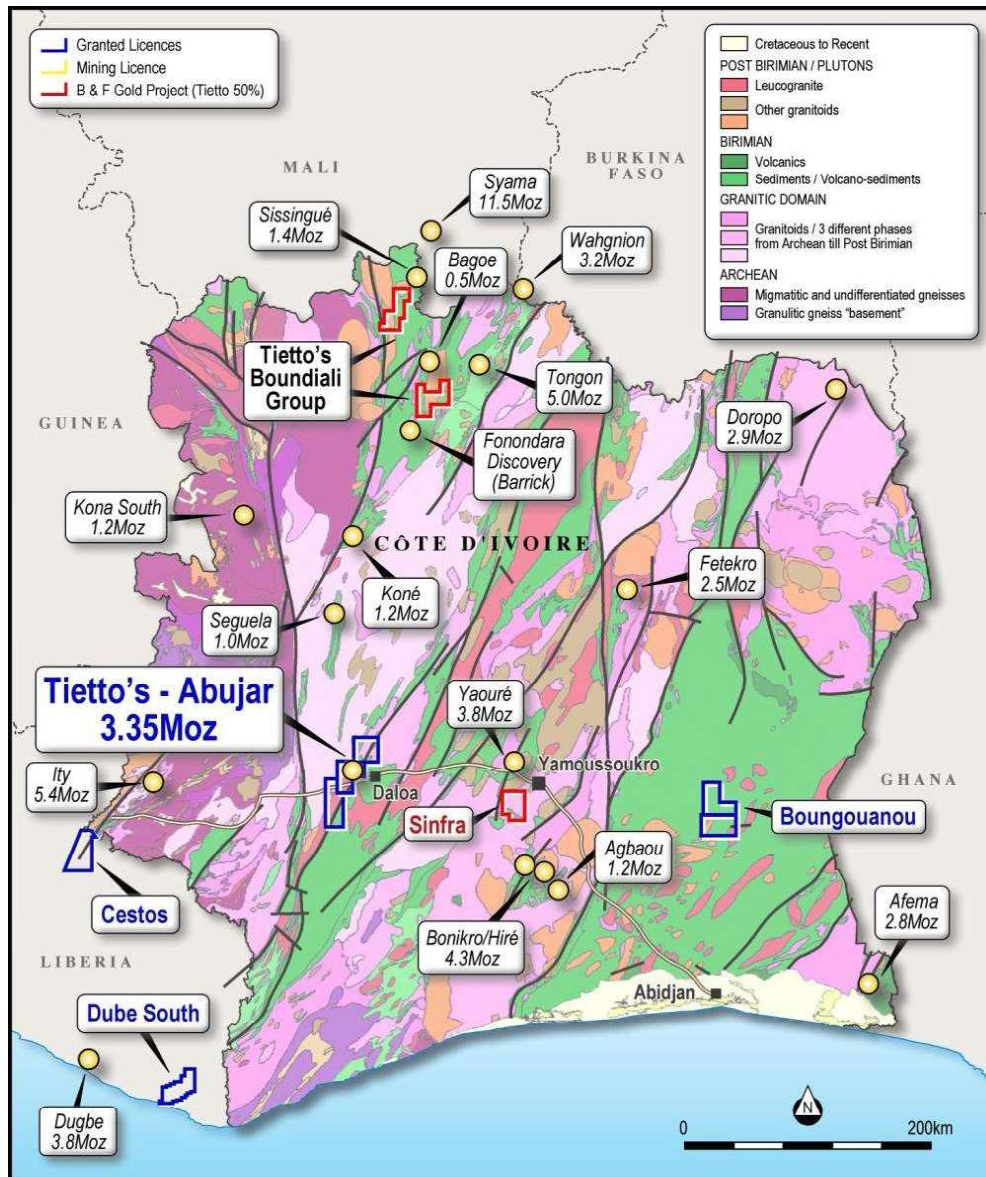 Granted Licences
Mining Licence
B & F Gold Project (Tietto 50%)
Cretaceous to Recent
POST BIRIMIAN / PLUTONS
Leucogranite
Other granitoids
BIRIMIAN
Volcanics
Sediments / Volcano-sediments
GRANITIC DOMAIN
Granitoids / 3 different phases
from Archean till Post Birimian
ARCHEAN
Migmatitic and undifferentiated gneisses
Granulitic gneiss "basement"
MALI
BURKINA
FASO
Syama
11.5Moz
Sissingué
1.4Moz
Bagoe
0.5Moz
Wahgnion
3.2Moz
Tietto's
Boundiali
Group
Tongon
5.0Moz
Doropo
2.9Moz
GUINEA
Fonondara
Discovery
(Barrick)
Kona South
1.2Moz
CÔTE D'IVOIRE
Koné
1.2Moz
Fetekro
2.5Moz
Seguela
1.0Moz
Tietto's - Abujar
3.35Moz
Yaouré
3.8Moz
Ity
5.4Moz
Daloa
Yamoussoukro
GHANA
Sinfra
Boungouanou
Agbaou
1.2Moz
Cestos
Bonikro/Hiré
4.3Moz
Afema
2.8Moz
LIBERIA
Abidjan
Dube South
Dugbe
3.8Moz
N
0
200km